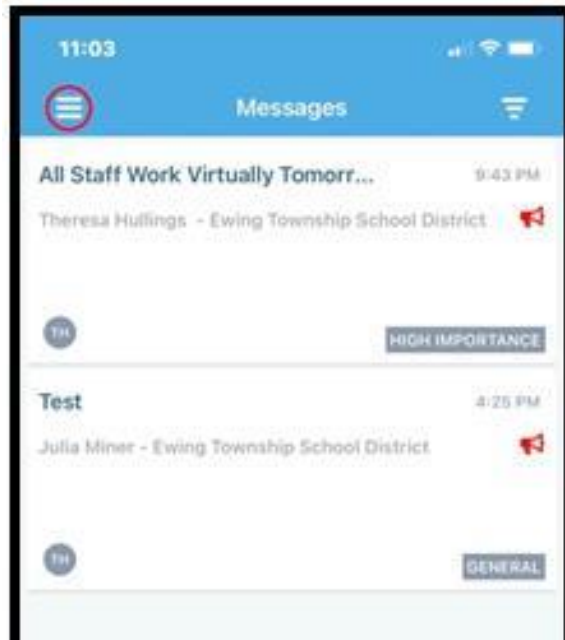 11:03
Messages
All Staff Work Virtually Tomorr... 9:43 PM
Theresa Hullings - Ewing Township School District
TH
HIGH IMPORTANCE
Test 4:25 PM
Julia Miner - Ewing Township School District
TH
GENERAL